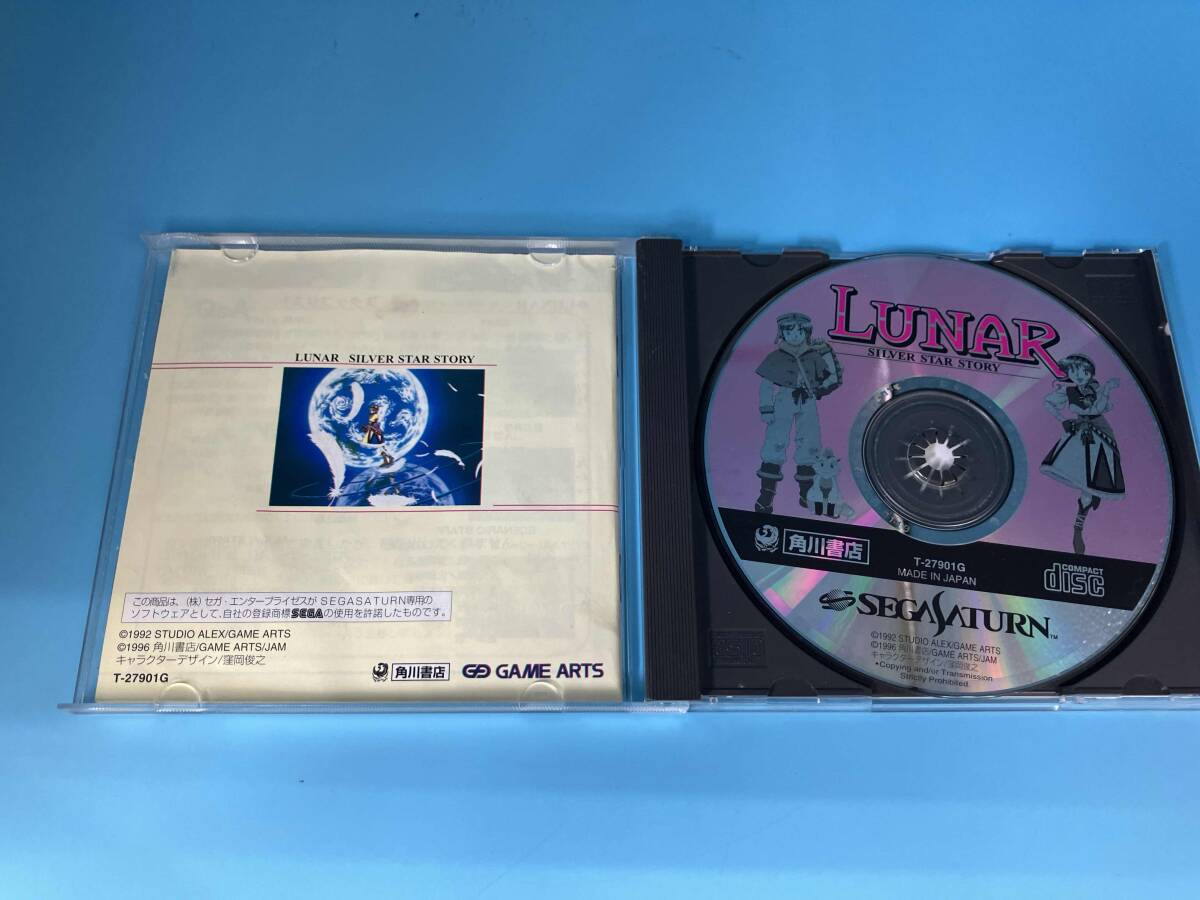 LUNAR SILVER STAR STORY
この商品は、(株)セガ・エンタープライゼスがSEGASATURN専用の
ソフトウェアとして、自社の登録商標SEGAの使用を許諾したものです。
©1992 STUDIO ALEX/GAME ARTS
©1996 角川書店/GAME ARTS/JAM
キャラクターデザイン/窪岡俊之
T-27901G
角川書店
GAME ARTS
LUNAR
SILVER STAR STORY
角川書店
T-27901G
MADE IN JAPAN
COMPACT
disc
SEGASATURN™
©1992 STUDIO ALEX/GAME ARTS
©1996 角川書店/GAME ARTS/JAM
キャラクターデザイン/窪岡俊之
•Copying and/or Transmission
Strictly Prohibited.